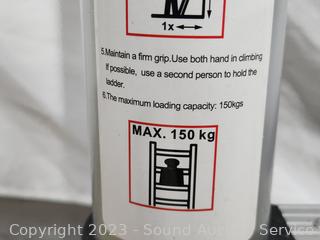 1x
5.Maintain a firm grip.Use both hand in climbing
If possible, use a second person to hold the
ladder.
6.The maximum loading capacity: 150kgs
MAX. 150 kg
Copyright 2023 - Sound Auction Service